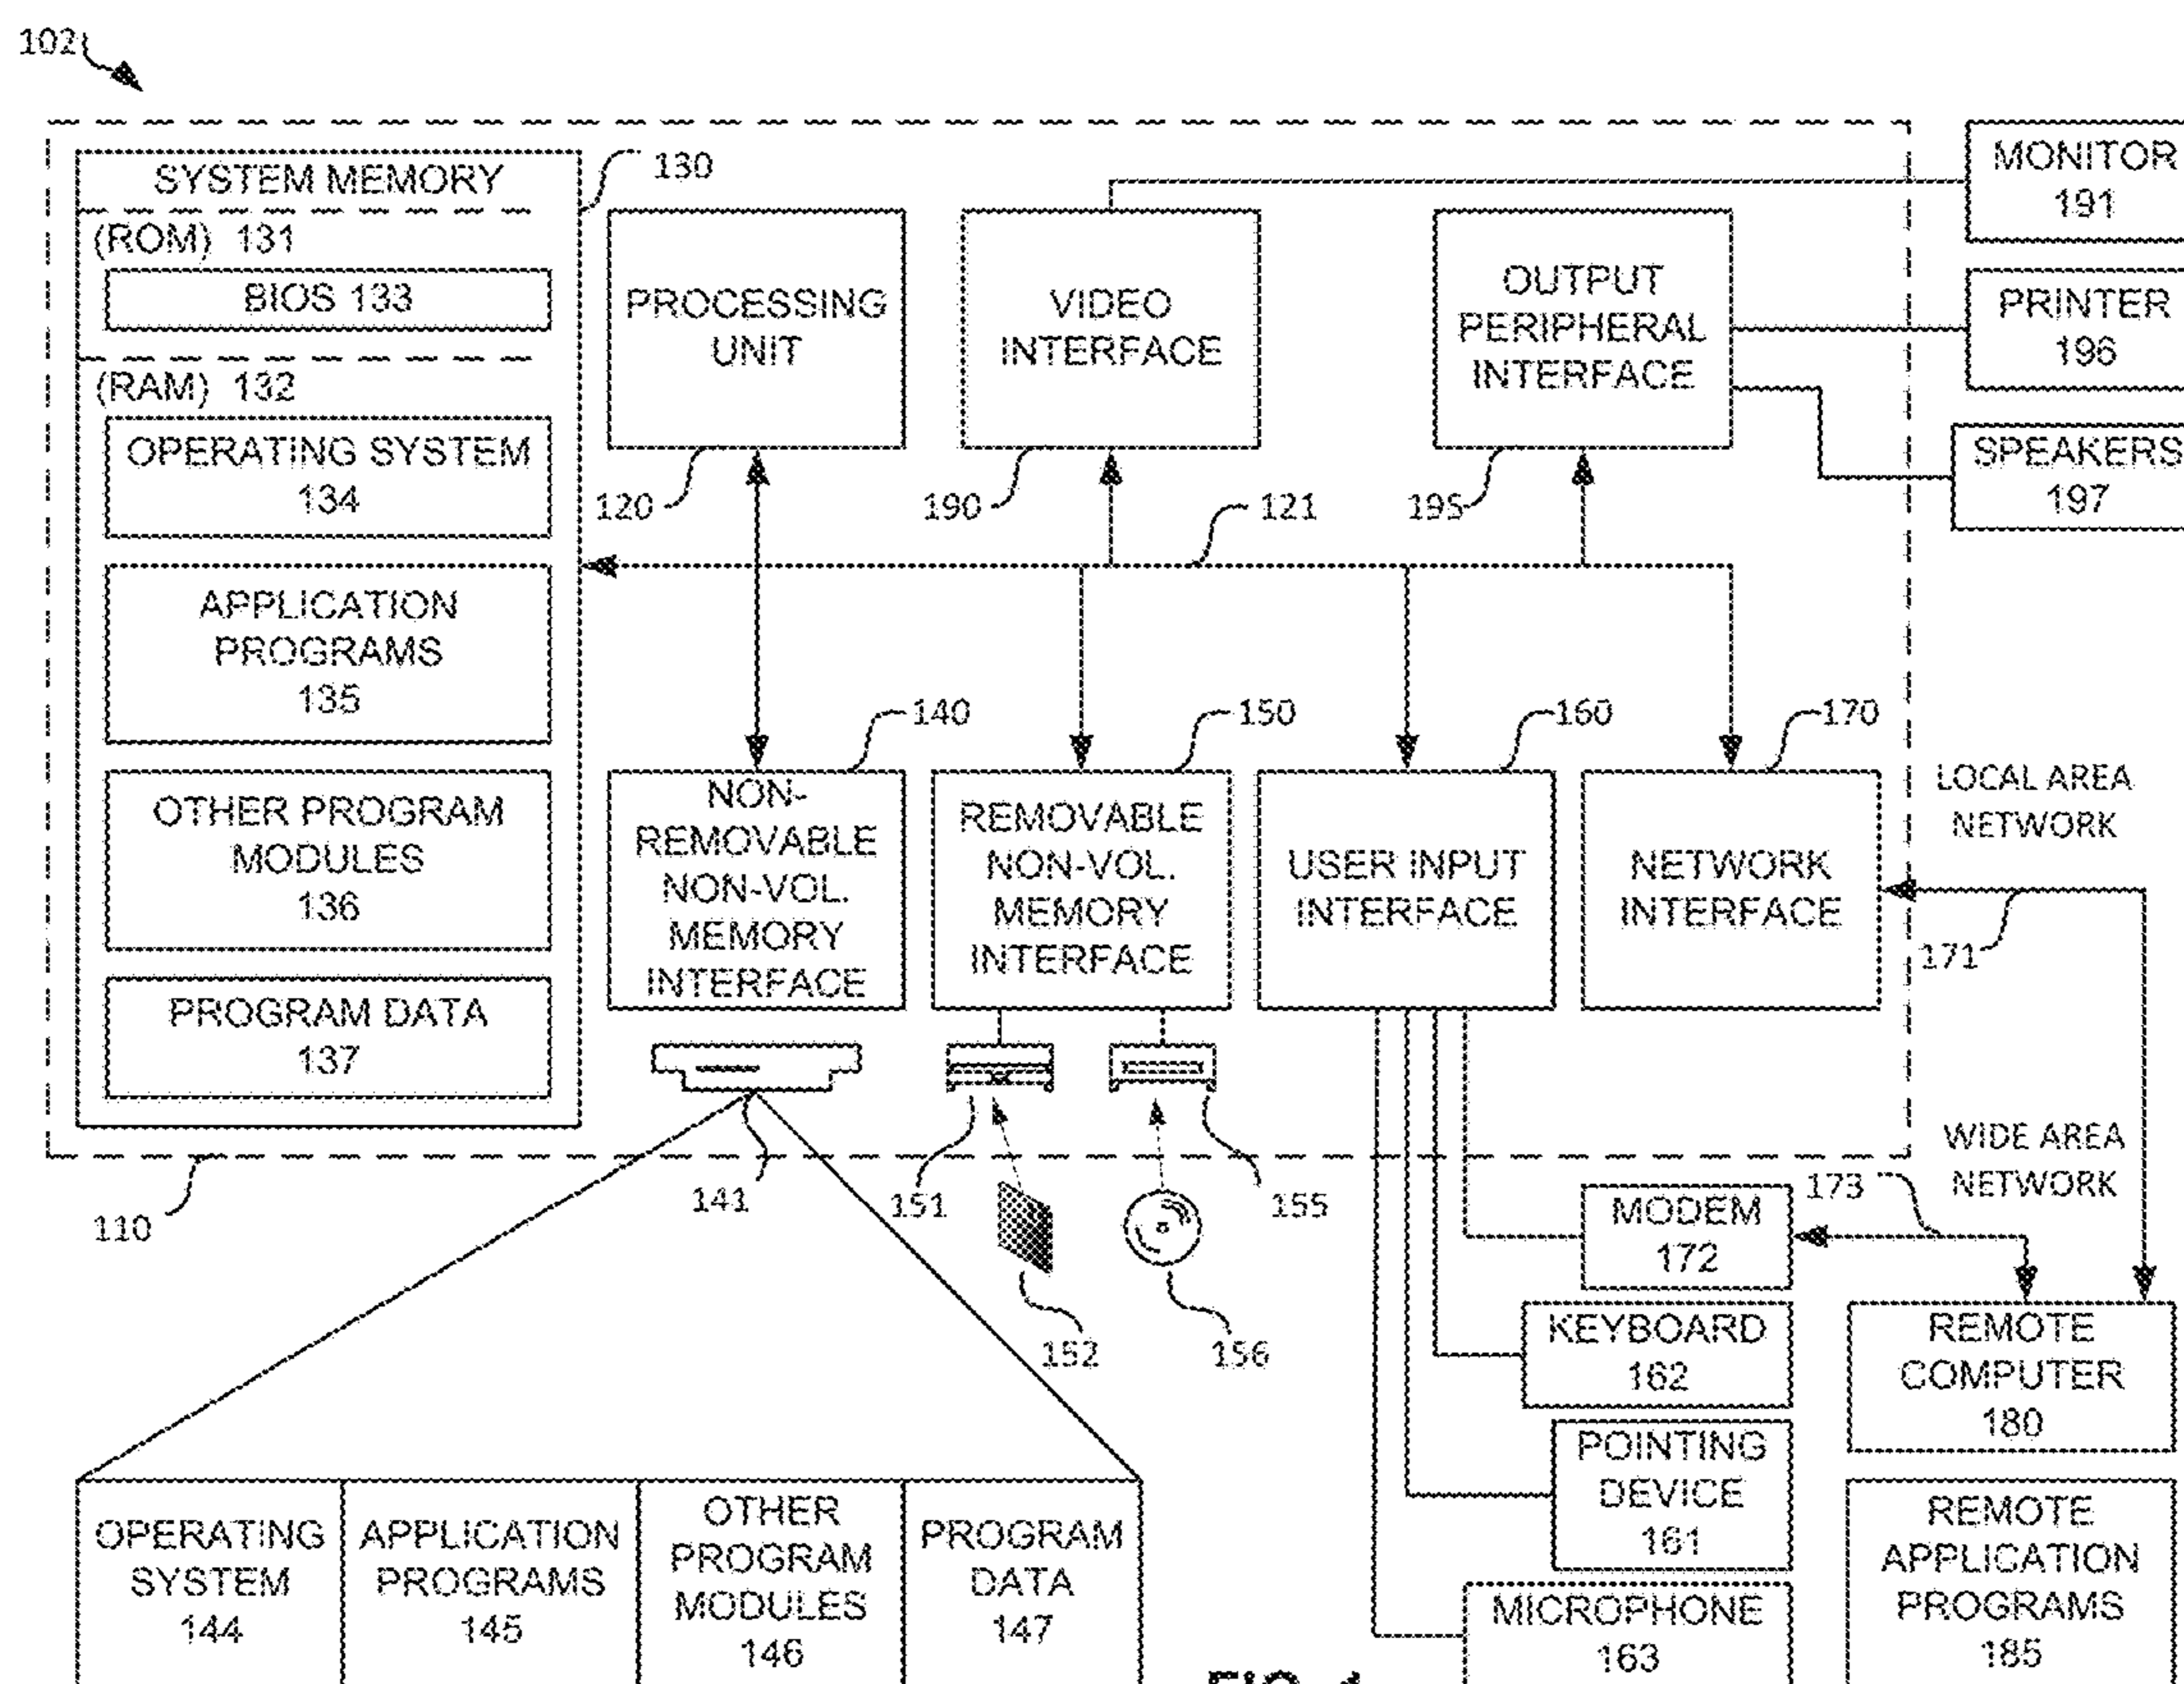 102
SYSTEM MEMORY
130
(ROM) 131
BIOS 133
(RAM) 132
OPERATING SYSTEM
134
APPLICATION
PROGRAMS
135
OTHER PROGRAM
MODULES
136
PROGRAM DATA
137
PROCESSING
UNIT
120
VIDEO
INTERFACE
190
121
OUTPUT
PERIPHERAL
INTERFACE
195
MONITOR
191
PRINTER
196
SPEAKERS
197
140
NON-
REMOVABLE
NON-VOL.
MEMORY
INTERFACE
150
REMOVABLE
NON-VOL.
MEMORY
INTERFACE
160
USER INPUT
INTERFACE
170
NETWORK
INTERFACE
LOCAL AREA
NETWORK
171
110
141
151
155
152
156
WIDE AREA
NETWORK
173
MODEM
172
KEYBOARD
162
POINTING
DEVICE
161
MICROPHONE
163
REMOTE
COMPUTER
180
REMOTE
APPLICATION
PROGRAMS
185
OPERATING
SYSTEM
144
APPLICATION
PROGRAMS
145
OTHER
PROGRAM
MODULES
146
PROGRAM
DATA
147